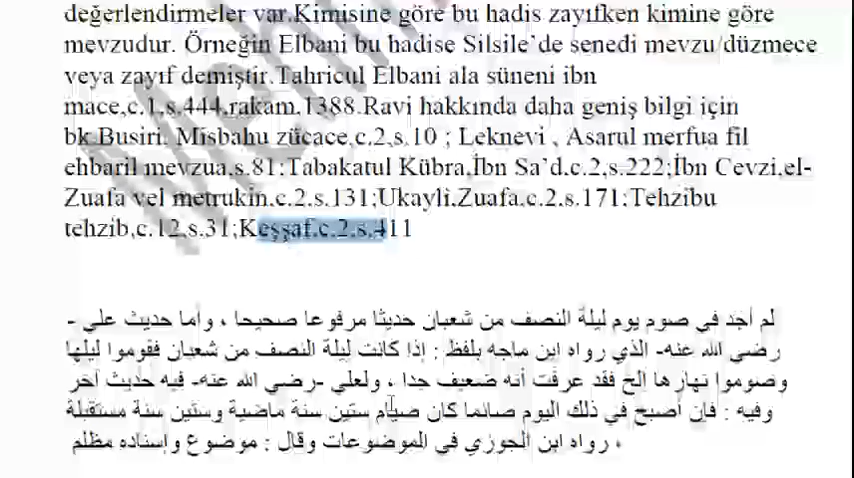 değerlendirmeler var.Kimisine göre bu hadis zayıfken kimine göre
mevzudur. Örneğin Elbani bu hadise Silsile'de senedi mevzu/düzmece
veya zayıf demiştir.Tahricul Elbani ala süneni ibn
mace,c.1,s.444,rakam.1388.Ravi hakkında daha geniş bilgi için
bk.Busiri. Misbahu zücace,c.2,s.10 ; Leknevi , Asarul merfua fil
ehbaril mevzua,s.81;Tabakatul Kübra,İbn Sa'd.c.2,s.222;İbn Cevzi,el-
Zuafa vel metrukin,c.2,s.131;Ukayli,Zuafa,c.2,s.171;Tehzibu
tehzib,c.12,s.31;Keşşaf,c.2,s.411
لم أجد في صوم يوم ليلة النصف من شعبان حديثا مرفوعا صحيحا ، وأما حديث علي -
رضي الله عنه- الذي رواه ابن ماجه بلفظ : إذا كانت ليلة النصف من شعبان فقوموا ليلها
وصوموا نهارها الخ فقد عرفت أنه ضعيف جدا ، ولعلي -رضي الله عنه- فيه حديث آخر
وفيه : فإن أصبح في ذلك اليوم صائما كان صيام ستين سنة ماضية وستين سنة مستقبلة
، رواه ابن الجوزي في الموضوعات وقال : موضوع وإسناده مظلم